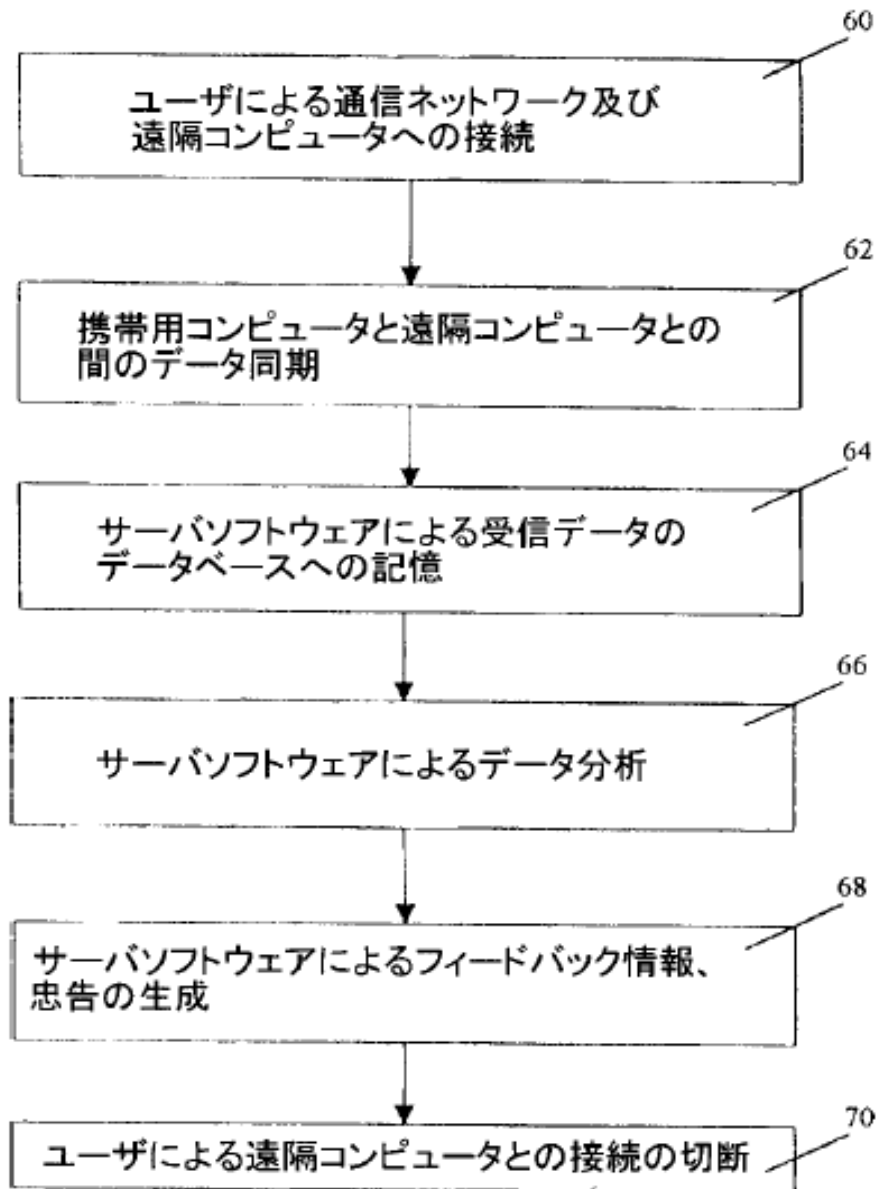 60
ユーザによる通信ネットワーク及び
遠隔コンピュータへの接続
62
携帯用コンピュータと遠隔コンピュータとの
間のデータ同期
64
サーバソフトウェアによる受信データの
データベースへの記憶
66
サーバソフトウェアによるデータ分析
68
サーバソフトウェアによるフィードバック情報、
忠告の生成
70
ユーザによる遠隔コンピュータとの接続の切断